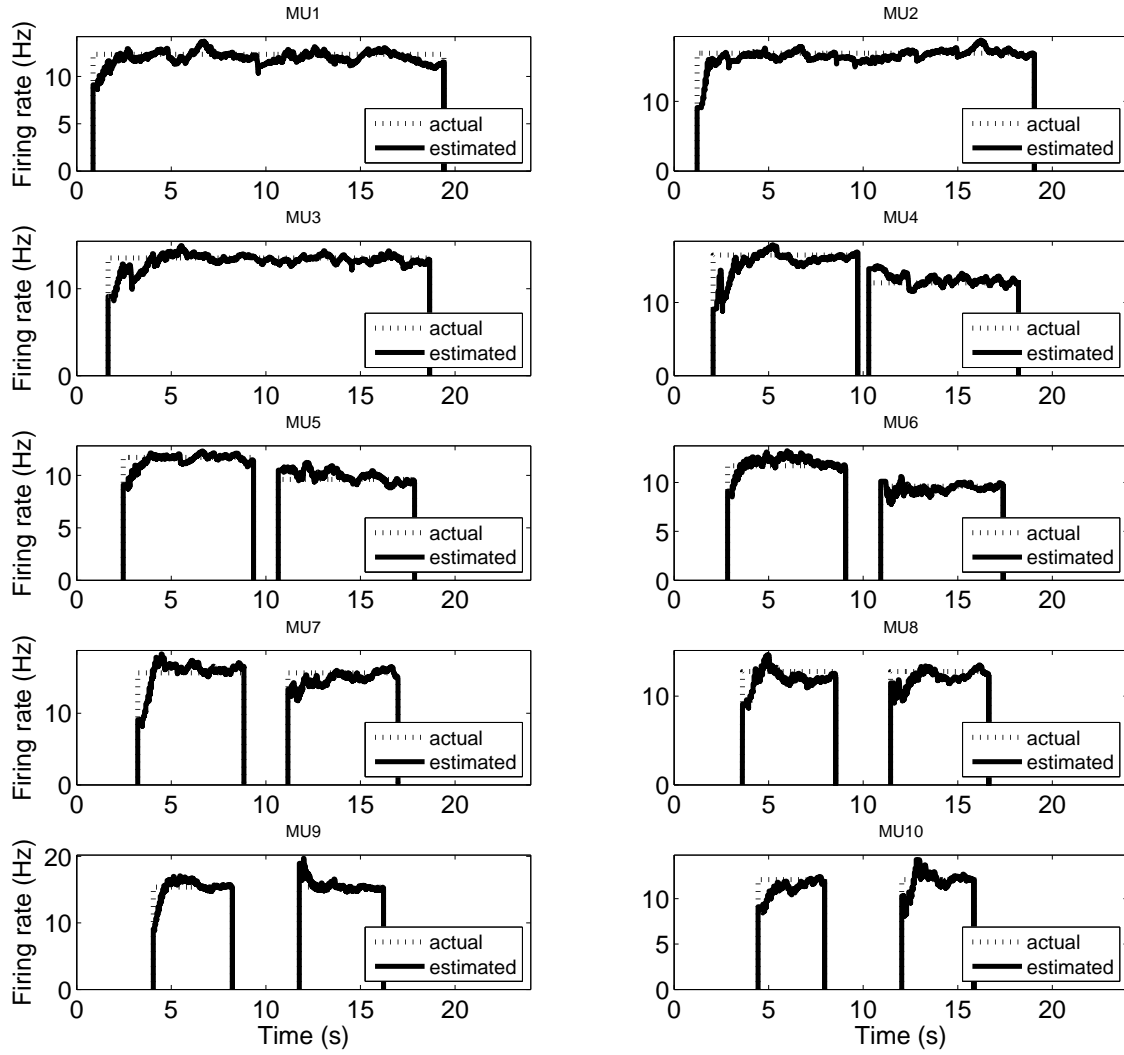 MU1
Firing rate (Hz)
10
5
0
actual
estimated
0 5 10 15 20
MU2
10
0
actual
estimated
0 5 10 15 20
MU3
Firing rate (Hz)
10
0
actual
estimated
0 5 10 15 20
MU4
10
0
actual
estimated
0 5 10 15 20
MU5
Firing rate (Hz)
10
5
0
actual
estimated
0 5 10 15 20
MU6
10
5
0
actual
estimated
0 5 10 15 20
MU7
Firing rate (Hz)
10
0
actual
estimated
0 5 10 15 20
MU8
10
0
actual
estimated
0 5 10 15 20
MU9
Firing rate (Hz)
20
10
0
actual
estimated
0 5 10 15 20
Time (s)
MU10
10
5
0
actual
estimated
0 5 10 15 20
Time (s)